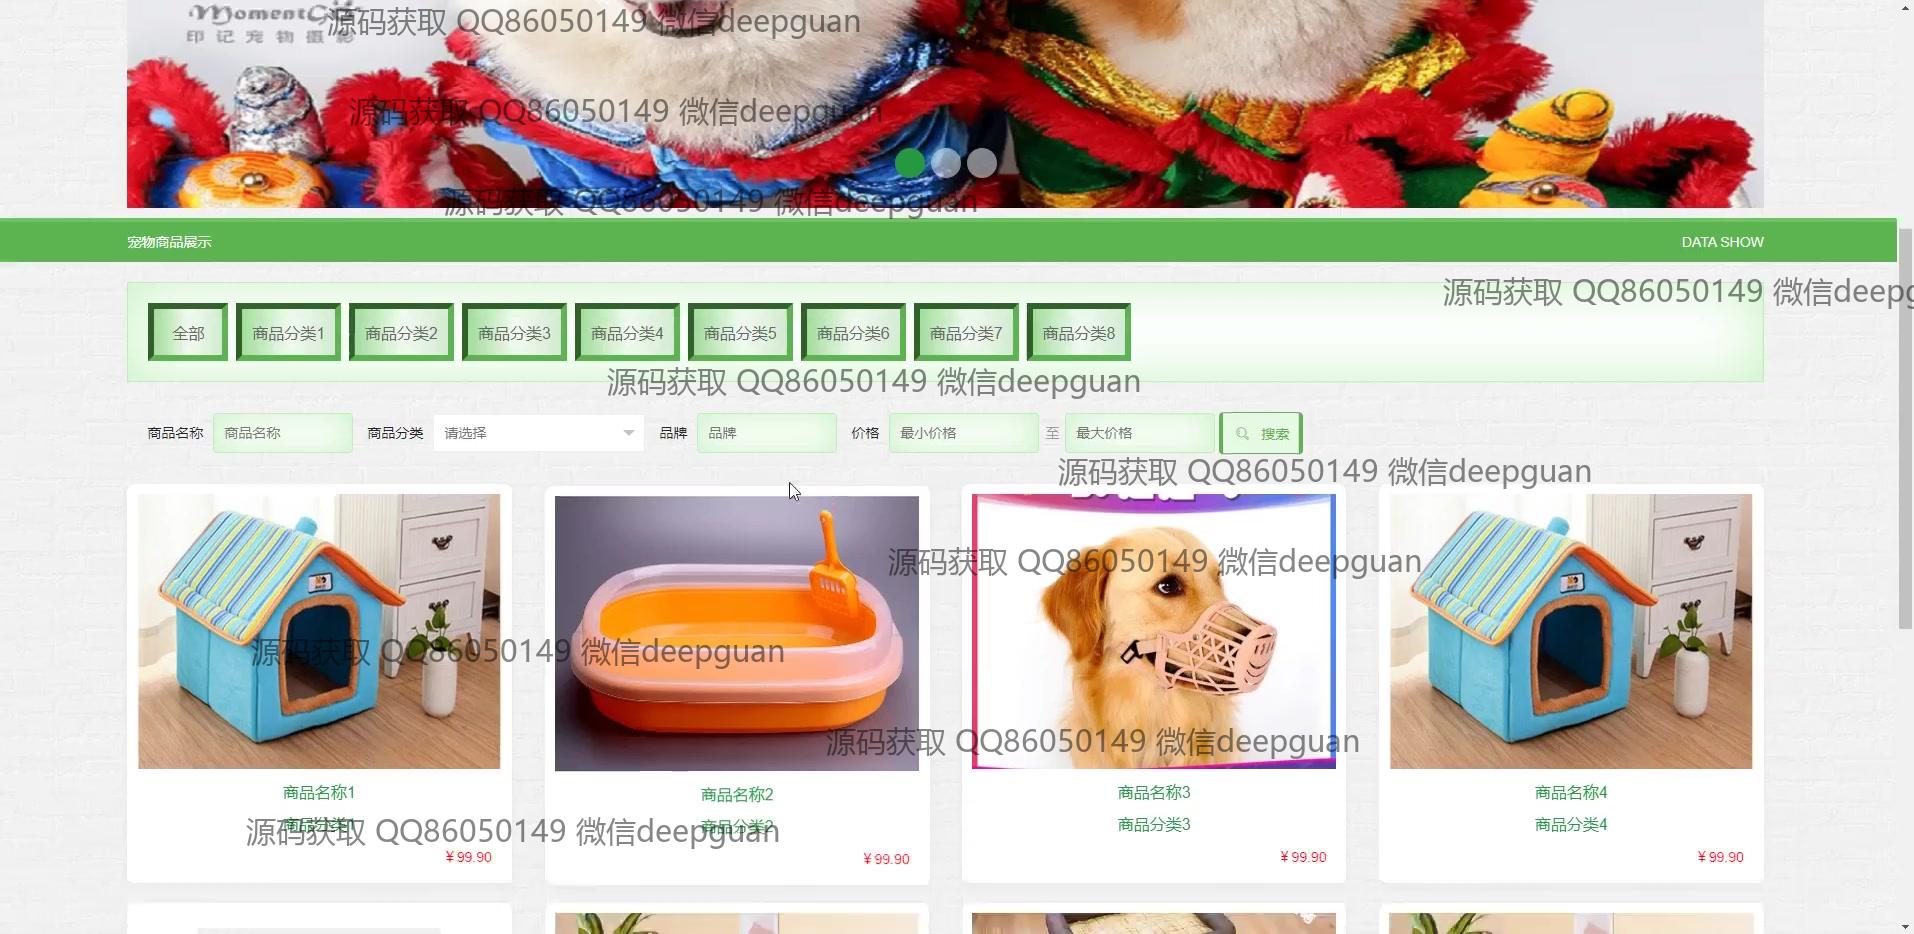 MomentG
印记宠物摄影
源码获取 QQ86050149 微信deepguan
源码获取 QQ86050149 微信deepguan
源码获取 QQ86050149 微信deepguan
宠物商品展示
DATA SHOW
源码获取 QQ86050149 微信deepg
全部
商品分类1
商品分类2
商品分类3
商品分类4
商品分类5
商品分类6
商品分类7
商品分类8
源码获取 QQ86050149 微信deepguan
商品名称 商品名称 商品分类 请选择 品牌 品牌 价格 最小价格 至 最大价格 搜索
源码获取 QQ86050149 微信deepguan
源码获取 QQ86050149 微信deepguan
源码获取 QQ86050149 微信deepguan
源码获取 QQ86050149 微信deepguan
商品名称1
商品分类1
¥ 99.90
商品名称2
商品分类2
¥ 99.90
商品名称3
商品分类3
¥ 99.90
商品名称4
商品分类4
¥ 99.90
源码获取 QQ86050149 微信deepguan